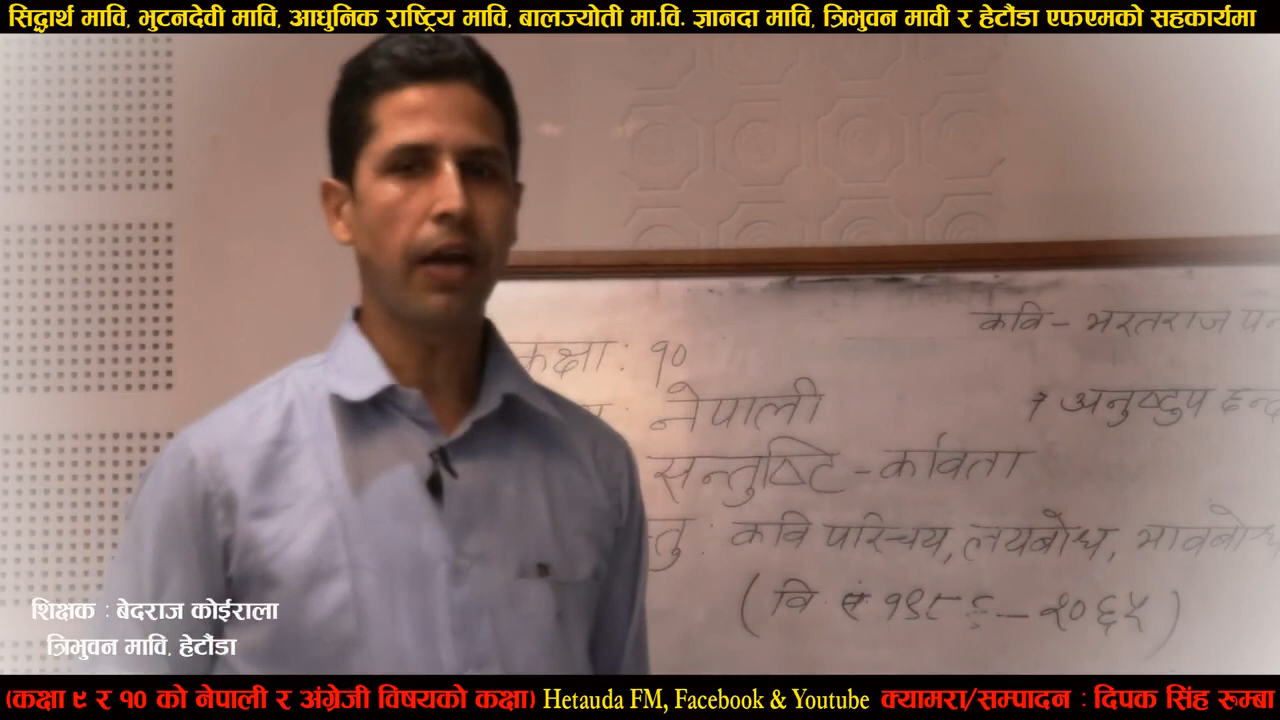 सिद्धार्थ मावि, भुटनदेवी मावि, आधुनिक राष्ट्रिय मावि, बालज्योती मा.वि. ज्ञानदा मावि, त्रिभुवन मावी र हेटौंडा एफएमको सहकार्यमा
कवि - भरतराज
कक्षा : १०
नेपाली
अनुष्टुप छन्द
सन्तुष्टि - कविता
तु : कवि परिचय, लयबोध, भावबोध
(वि सं १९८६ - २०६५)
शिक्षक : बेदराज कोईराला
त्रिभुवन मावि, हेटौंडा
(कक्षा ९ र १० को नेपाली र अंग्रेजी विषयको कक्षा) Hetauda FM, Facebook & Youtube क्यामरा/सम्पादन : दिपक सिंह रूम्बा